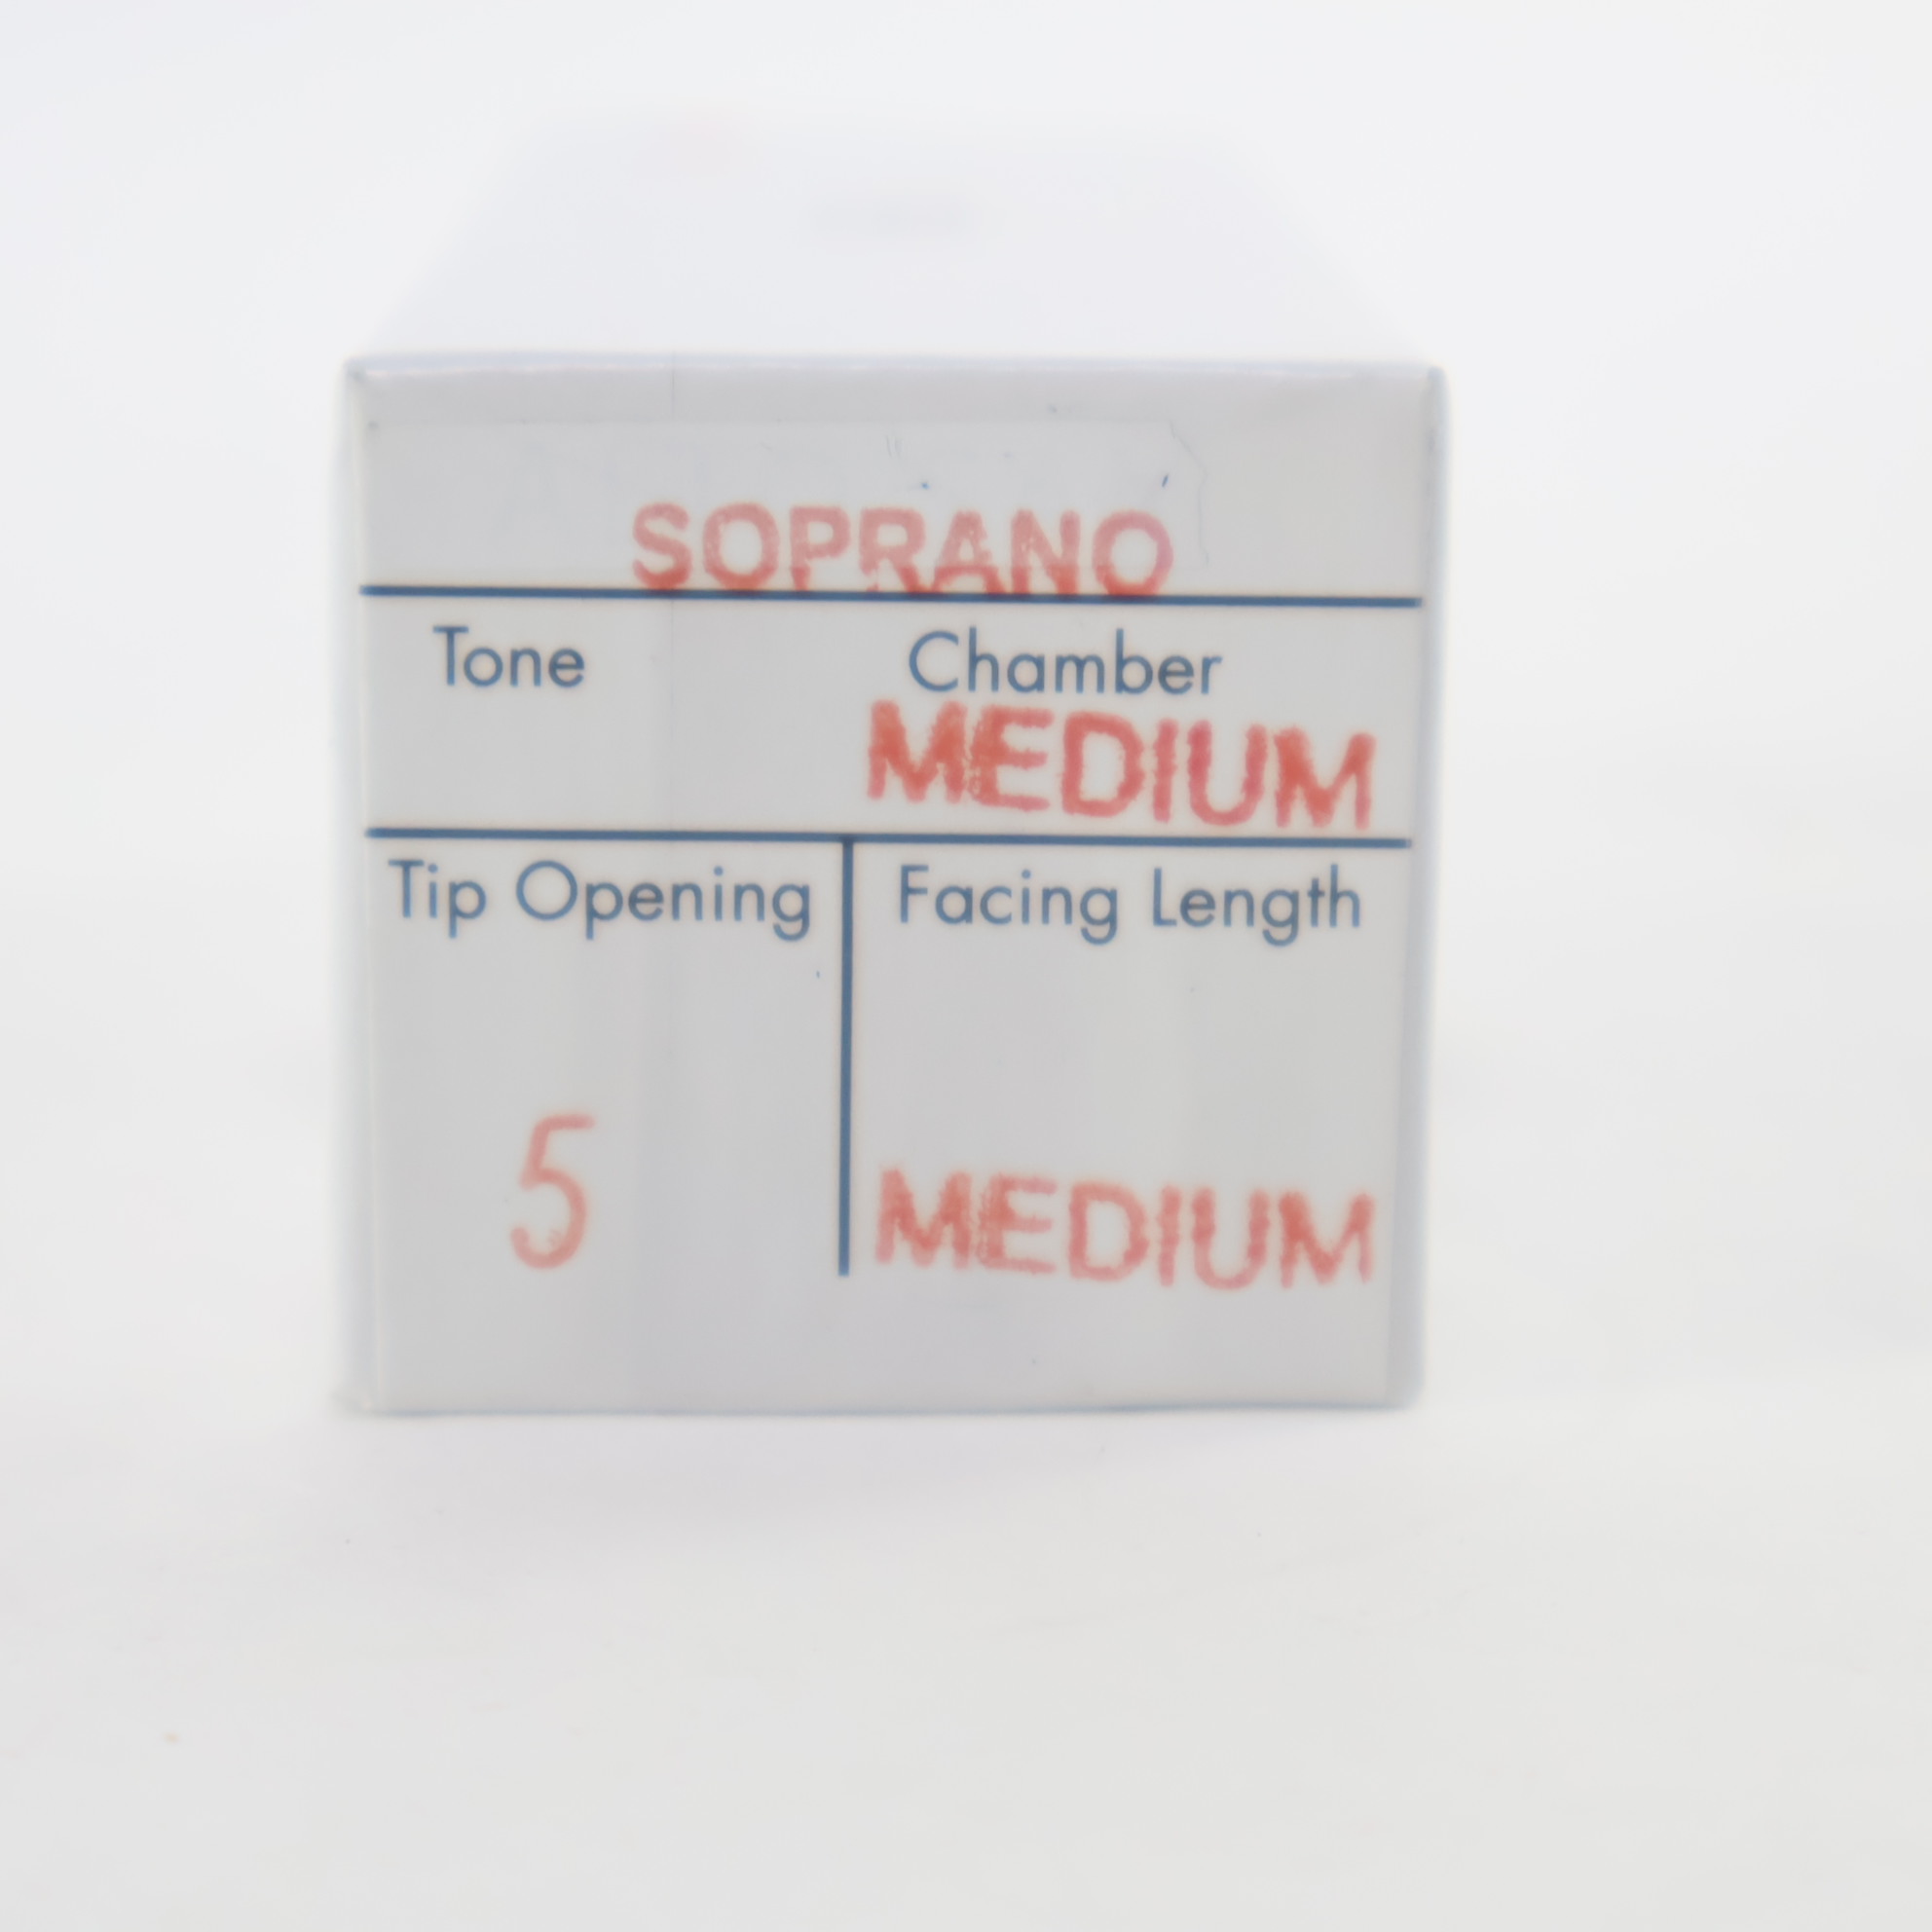 SOPRANO
Tone Chamber
MEDIUM
Tip Opening Facing Length
5 MEDIUM